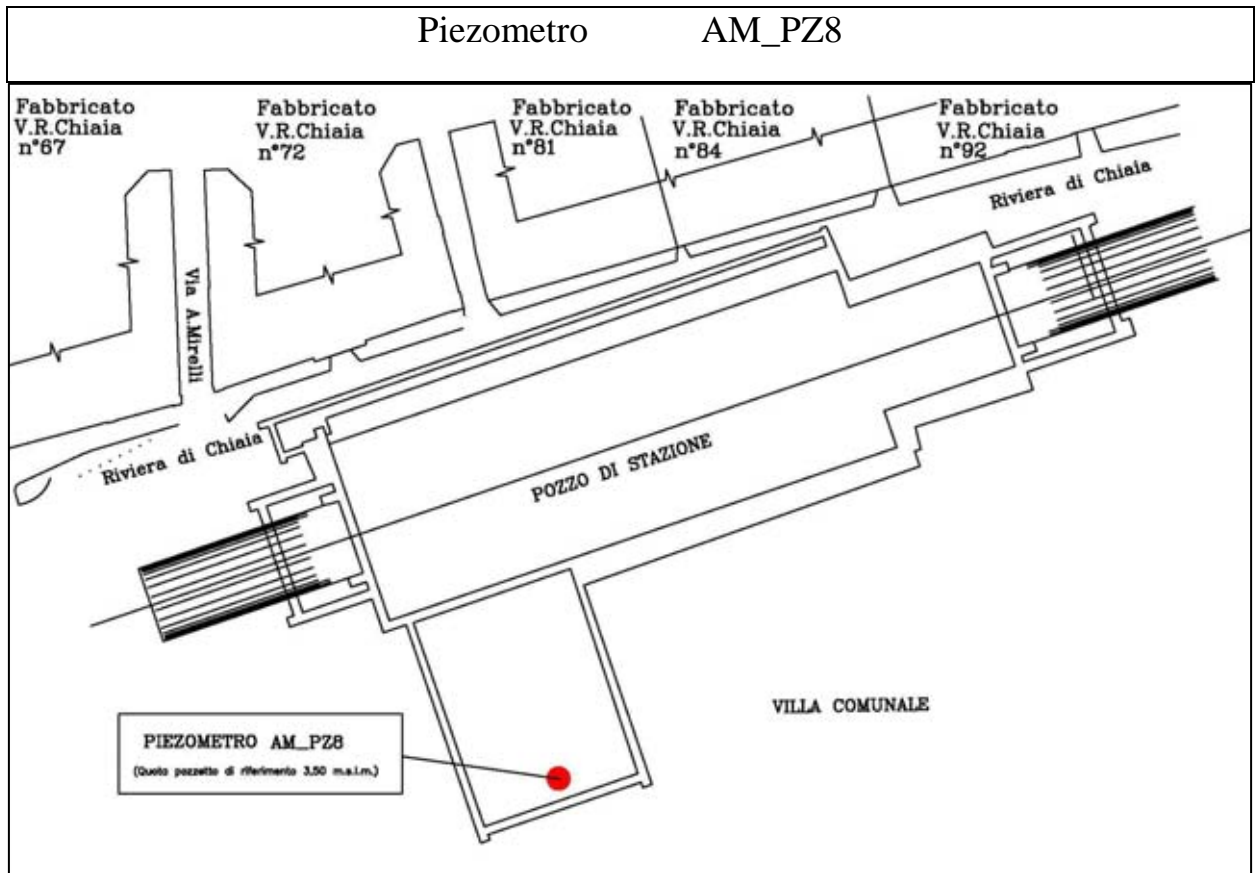 Piezometro AM_PZ8
Fabbricato
V.R.Chiaia
n°67
Fabbricato
V.R.Chiaia
n°72
Fabbricato
V.R.Chiaia
n°81
Fabbricato
V.R.Chiaia
n°84
Fabbricato
V.R.Chiaia
n°92
Riviera di Chiaia
Via A.Mirelli
Riviera di Chiaia
POZZO DI STAZIONE
VILLA COMUNALE
PIEZOMETRO AM_PZ8
(Quota pozzetto di riferimento 3,50 m.s.l.m.)